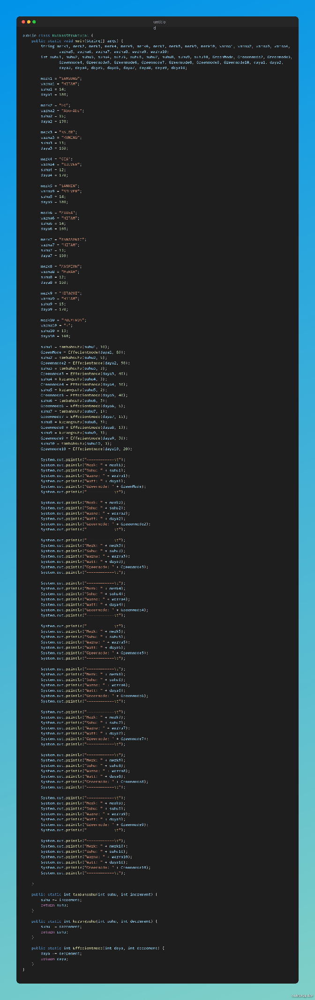 untitle
d
public class KulkasStruktural {
    public static void main(String[] args) {
        String merk1, merk2, merk3, merk4, merk5, merk6, merk7, merk8, merk9, merk10, warna1, warna2, warna3, warna4,
                warna5, warna6, warna7, warna8, warna9, warna10;
        int suhu1, suhu2, suhu3, suhu4, suhu5, suhu6, suhu7, suhu8, suhu9, suhu10, GreenMode, Greeenmode2, Greenmode3,
                Greenmode4, Greenmode5, Greenmode6, Greenmode7, Greenmode8, Greenmode9, Greenmode10, daya1, daya2,
                daya3, daya4, daya5, daya6, daya7, daya8, daya9, daya10;

        merk1 = "SAMSUNG";
        warna1 = "HITAM";
        suhu1 = 14;
        daya1 = 180;

        merk2 = "LG";
        warna2 = "Abu-Abu";
        suhu2 = 15;
        daya2 = 170;

        merk3 = "HAIER";
        warna3 = "KUNING";
        suhu3 = 13;
        daya3 = 160;

        merk4 = "GEA";
        warna4 = "SILVER";
        suhu4 = 12;
        daya4 = 170;

        merk5 = "SANKEN";
        warna5 = "SILVER";
        suhu5 = 14;
        daya5 = 180;

        merk6 = "MIDEA";
        warna6 = "HITAM";
        suhu6 = 14;
        daya6 = 160;

        merk7 = "PANASONIC";
        warna7 = "HITAM";
        suhu7 = 13;
        daya7 = 190;

        merk8 = "MASPION";
        warna8 = "MERAH";
        suhu8 = 12;
        daya8 = 160;

        merk9 = "HITACHI";
        warna9 = "HITAM";
        suhu9 = 15;
        daya9 = 170;

        merk10 = "POLYTRON";
        warna10 =
        suhu10 =
        daya10 = 160;

        suhu1 = tambahsuhu(suhu1, 10);
        GreenMode = Effecientmode(daya1, 80);
        suhu2 = tambahsuhu(suhu2, 5);
        Greeenmode2 = Effecientmode(daya2, 50);
        suhu3 = tambahsuhu(suhu3, 3);
        Greenmode3 = Effecientmode(daya3, 40);
        suhu4 = kurangsuhu(suhu4, 3);
        Greenmode4 = Effecientmode(daya4, 30);
        suhu5 = kurangsuhu(suhu5, 2);
        Greenmode5 = Effecientmode(daya5, 40);
        suhu6 = tambahsuhu(suhu6, 3);
        Greenmode6 = Effecientmode(daya6, 5);
        suhu7 = tambahsuhu(suhu7, 1);
        Greenmode7 = Effecientmode(daya7, 15);
        suhu8 = kurangsuhu(suhu8, 3);
        Greenmode8 = Effecientmode(daya8, 13);
        suhu9 = kurangsuhu(suhu9, 3);
        Greenmode9 = Effecientmode(daya9, 30);
        suhu10 = tambahsuhu(suhu10, 3);
        Greenmode10 = Effecientmode(daya10, 20);

        System.out.println("------------\t");
        System.out.println("Merk: " + merk1);
        System.out.println("Suhu: " + suhu1);
        System.out.println("Warna: " + warna1);
        System.out.println("Watt: " + daya1);
        System.out.println("Greenmode: " + GreenMode);
        System.out.println("------------\t");

        System.out.println("Merk: " + merk2);
        System.out.println("Suhu: " + suhu2);
        System.out.println("Warna: " + warna2);
        System.out.println("Watt: " + daya2);
        System.out.println("Greenmode: " + Greeenmode2);
        System.out.println("------------\t");

        System.out.println("------------\t");
        System.out.println("Merk: " + merk3);
        System.out.println("Suhu: " + suhu3);
        System.out.println("Warna: " + warna3);
        System.out.println("Watt: " + daya3);
        System.out.println("Greenmode: " + Greenmode3);
        System.out.println("------------\t");

        System.out.println("------------\t");
        System.out.println("Merk: " + merk4);
        System.out.println("Suhu: " + suhu4);
        System.out.println("Warna: " + warna4);
        System.out.println("Watt: " + daya4);
        System.out.println("Greenmode: " + Greenmode4);
        System.out.println("------------\t");

        System.out.println("------------\t");
        System.out.println("Merk: " + merk5);
        System.out.println("Suhu: " + suhu5);
        System.out.println("Warna: " + warna5);
        System.out.println("Watt: " + daya5);
        System.out.println("Greenmode: " + Greenmode5);
        System.out.println("------------\t");

        System.out.println("------------\t");
        System.out.println("Merk: " + merk6);
        System.out.println("Suhu: " + suhu6);
        System.out.println("Warna: " + warna6);
        System.out.println("Watt: " + daya6);
        System.out.println("Greenmode: " + Greenmode6);
        System.out.println("------------\t");

        System.out.println("------------\t");
        System.out.println("Merk: " + merk7);
        System.out.println("Suhu: " + suhu7);
        System.out.println("Warna: " + warna7);
        System.out.println("Watt: " + daya7);
        System.out.println("Greenmode: " + Greenmode7);
        System.out.println("------------\t");

        System.out.println("------------\t");
        System.out.println("Merk: " + merk8);
        System.out.println("Suhu: " + suhu8);
        System.out.println("Warna: " + warna8);
        System.out.println("Watt: " + daya8);
        System.out.println("Greenmode: " + Greenmode8);
        System.out.println("------------\t");

        System.out.println("------------\t");
        System.out.println("Merk: " + merk9);
        System.out.println("Suhu: " + suhu9);
        System.out.println("Warna: " + warna9);
        System.out.println("Watt: " + daya9);
        System.out.println("Greenmode: " + Greenmode9);
        System.out.println("------------\t");

        System.out.println("------------\t");
        System.out.println("Merk: " + merk10);
        System.out.println("Suhu: " + suhu10);
        System.out.println("Warna: " + warna10);
        System.out.println("Watt: " + daya10);
        System.out.println("Greenmode: " + Greenmode10);
        System.out.println("------------\t");

    }

    public static int tambahsuhu(int suhu, int increment) {
        suhu += increment;
        return suhu;
    }

    public static int kurangsuhu(int suhu, int decrement) {
        suhu -= decrement;
        return suhu;
    }

    public static int Effecientmode(int daya, int decrement) {
        daya -= decrement;
        return daya;
    }
}
codesnap.dev